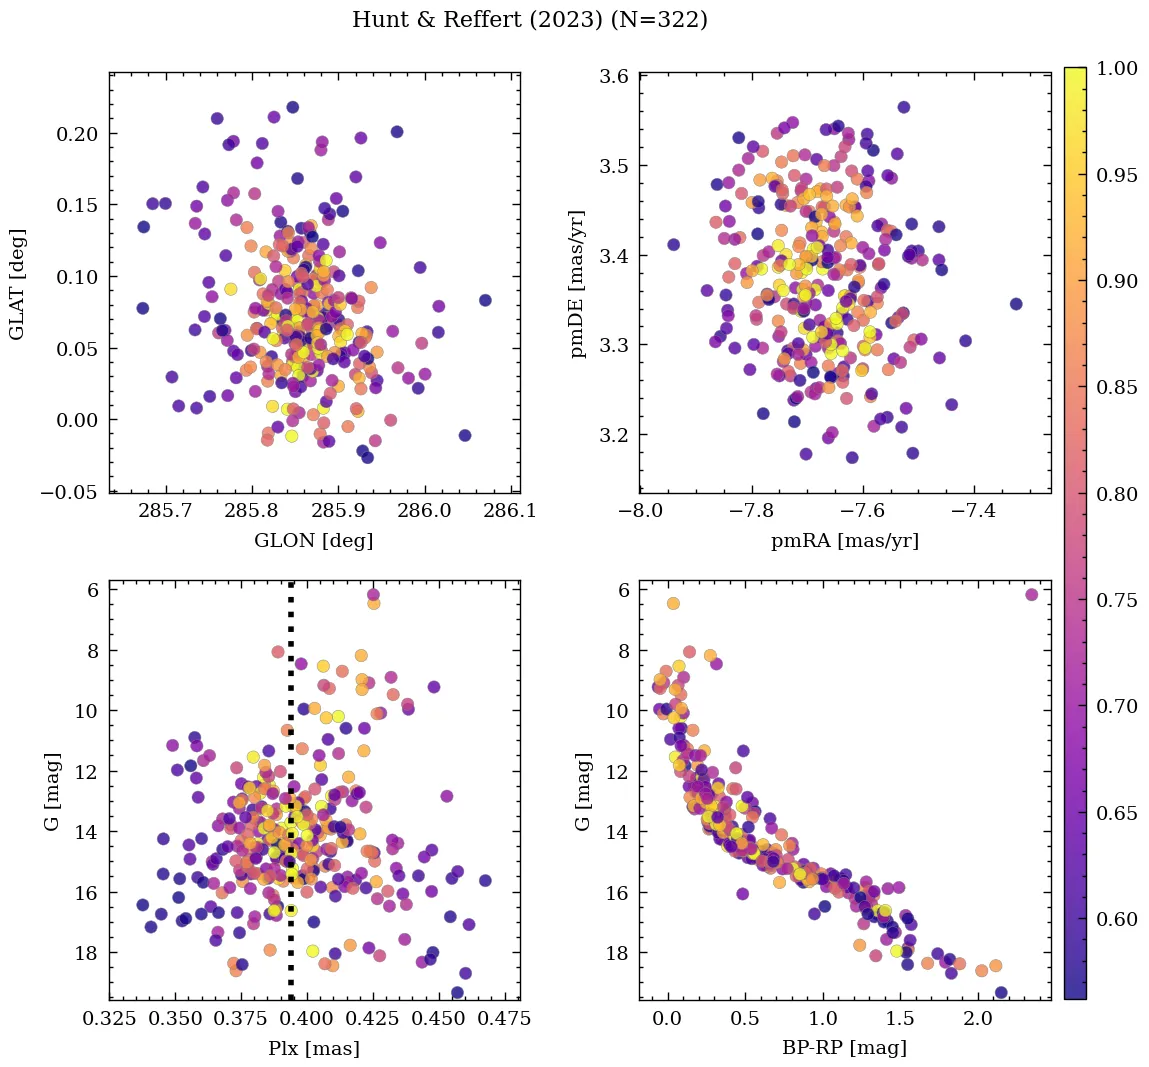 Hunt & Reffert (2023) (N=322)
GLAT [deg]
0.20
0.15
0.10
0.05
0.00
−0.05
285.7 285.8 285.9 286.0 286.1
GLON [deg]
pmDE [mas/yr]
3.6
3.5
3.4
3.3
3.2
−8.0 −7.8 −7.6 −7.4
pmRA [mas/yr]
G [mag]
6
8
10
12
14
16
18
0.325 0.350 0.375 0.400 0.425 0.450 0.475
Plx [mas]
G [mag]
6
8
10
12
14
16
18
0.0 0.5 1.0 1.5 2.0
BP-RP [mag]
1.00
0.95
0.90
0.85
0.80
0.75
0.70
0.65
0.60